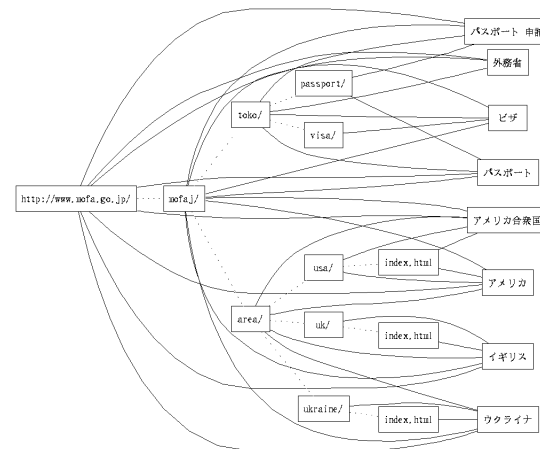 パスポート 申請
外務省
passport/
toko/
ビザ
visa/
パスポート
http://www.mofa.go.jp/
mofaj/
アメリカ合衆国
usa/
index.html
アメリカ
area/
uk/
index.html
イギリス
ukraine/
index.html
ウクライナ